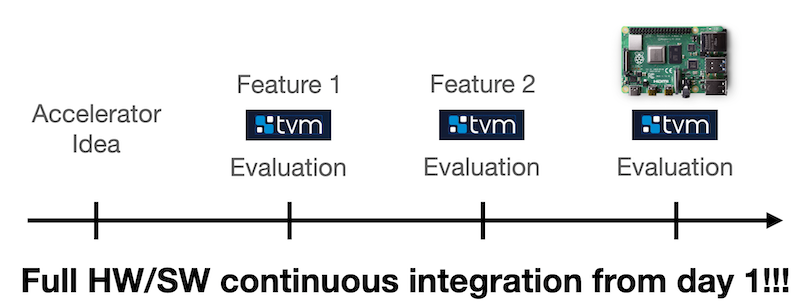 Accelerator
Idea
Feature 1
tvm
Evaluation
Feature 2
tvm
Evaluation
tvm
Evaluation
Full HW/SW continuous integration from day 1!!!